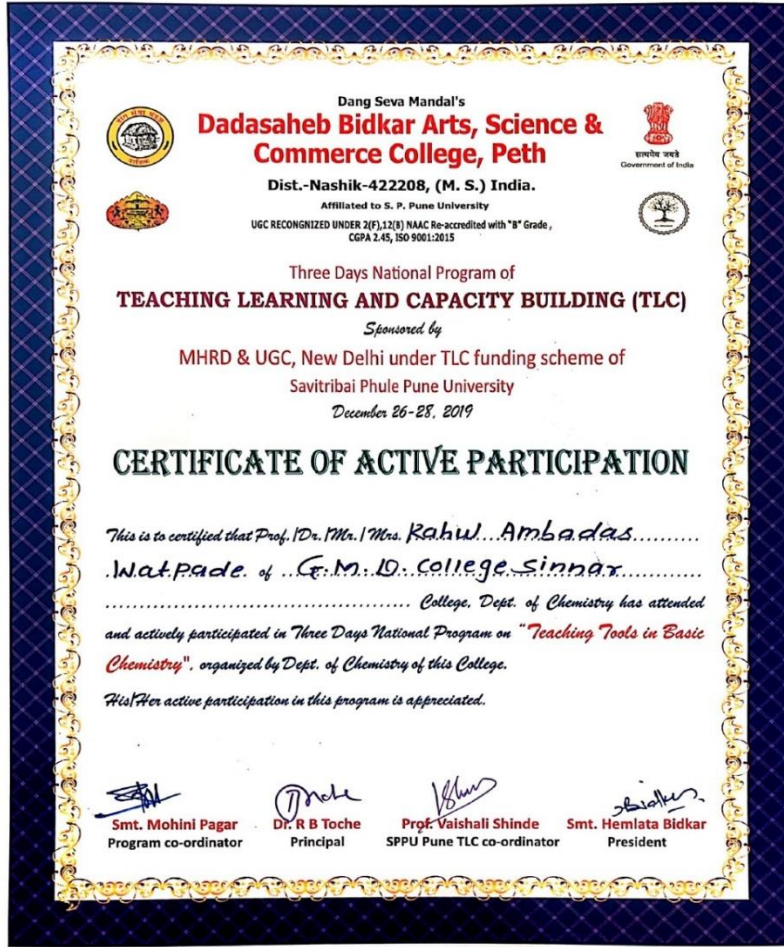 Dang Seva Mandal's
Dadasaheb Bidkar Arts, Science &
Commerce College, Peth
सत्यमेव जयते
Government of India
Dist.-Nashik-422208, (M. S.) India.
Affiliated to S. P. Pune University
UGC RECONGNIZED UNDER 2(F),12(B) NAAC Re-accredited with "B" Grade ,
CGPA 2.45, ISO 9001:2015
Three Days National Program of
TEACHING LEARNING AND CAPACITY BUILDING (TLC)
Sponsored by
MHRD & UGC, New Delhi under TLC funding scheme of
Savitribai Phule Pune University
December 26-28, 2019
CERTIFICATE OF ACTIVE PARTICIPATION
This is to certified that Prof./Dr./Mr./Mrs. Rahul Ambadas
Watpade of G.M.D. College Sinnar
College, Dept. of Chemistry has attended
and actively participated in Three Days National Program on "Teaching Tools in Basic
Chemistry", organized by Dept. of Chemistry of this College.
His/Her active participation in this program is appreciated.
Smt. Mohini Pagar Dr. R B Toche Prof. Vaishali Shinde Smt. Hemlata Bidkar
Program co-ordinator Principal SPPU Pune TLC co-ordinator President